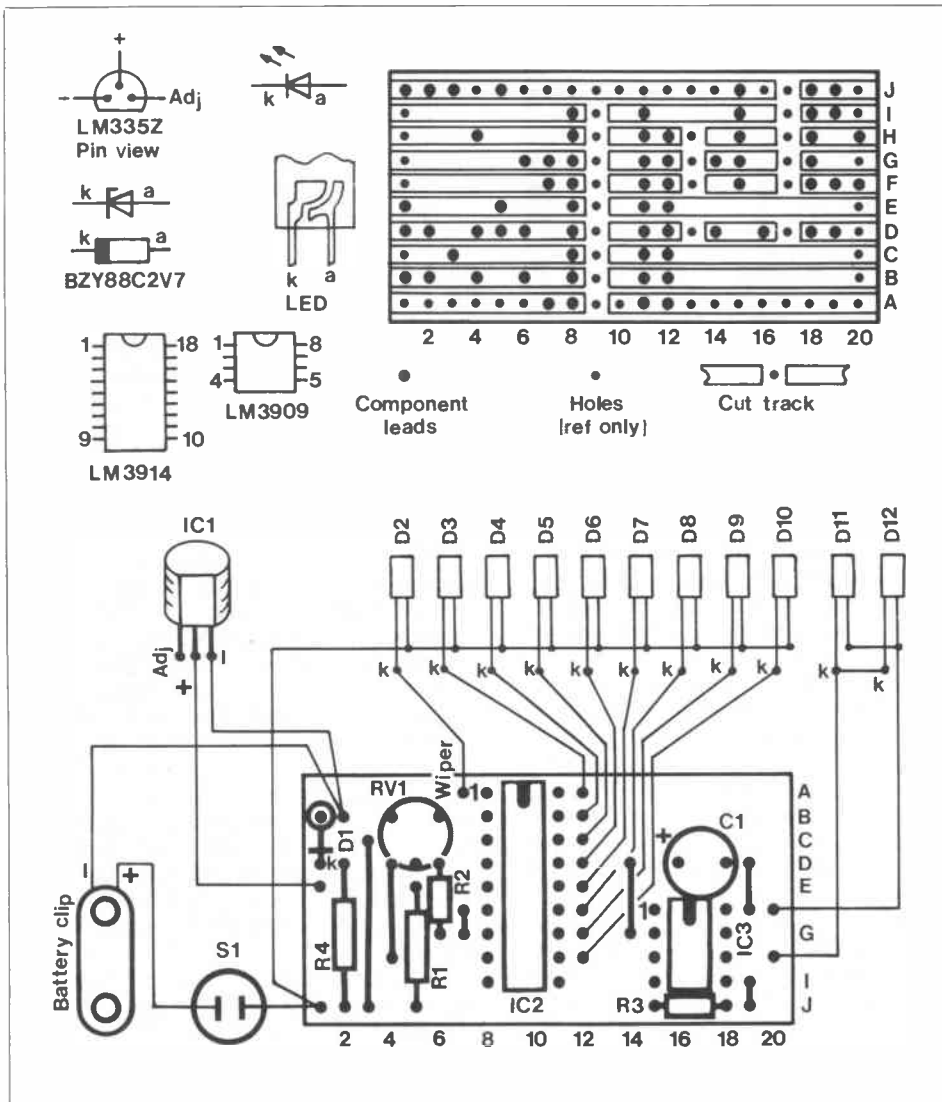 +
- Adj
LM335Z
Pin view
k a
k a
k a
BZY88C2V7
k a
LED
J
I
H
G
F
E
D
C
B
A
2 4 6 8 10 12 14 16 18 20
1 18
9 10
LM3914
1 8
4 5
LM3909
Component
leads
Holes
(ref only)
Cut track
IC1
Adj + -
D2 D3 D4 D5 D6 D7 D8 D9 D10 D11 D12
k k k k k k k k k k k
Battery clip
- +
S1
RV1
Wiper
D1
+
k
R4
R1
R2
1
IC2
C1
+
1
IC3
R3
A
B
C
D
E
G
I
J
2 4 6 8 10 12 14 16 18 20